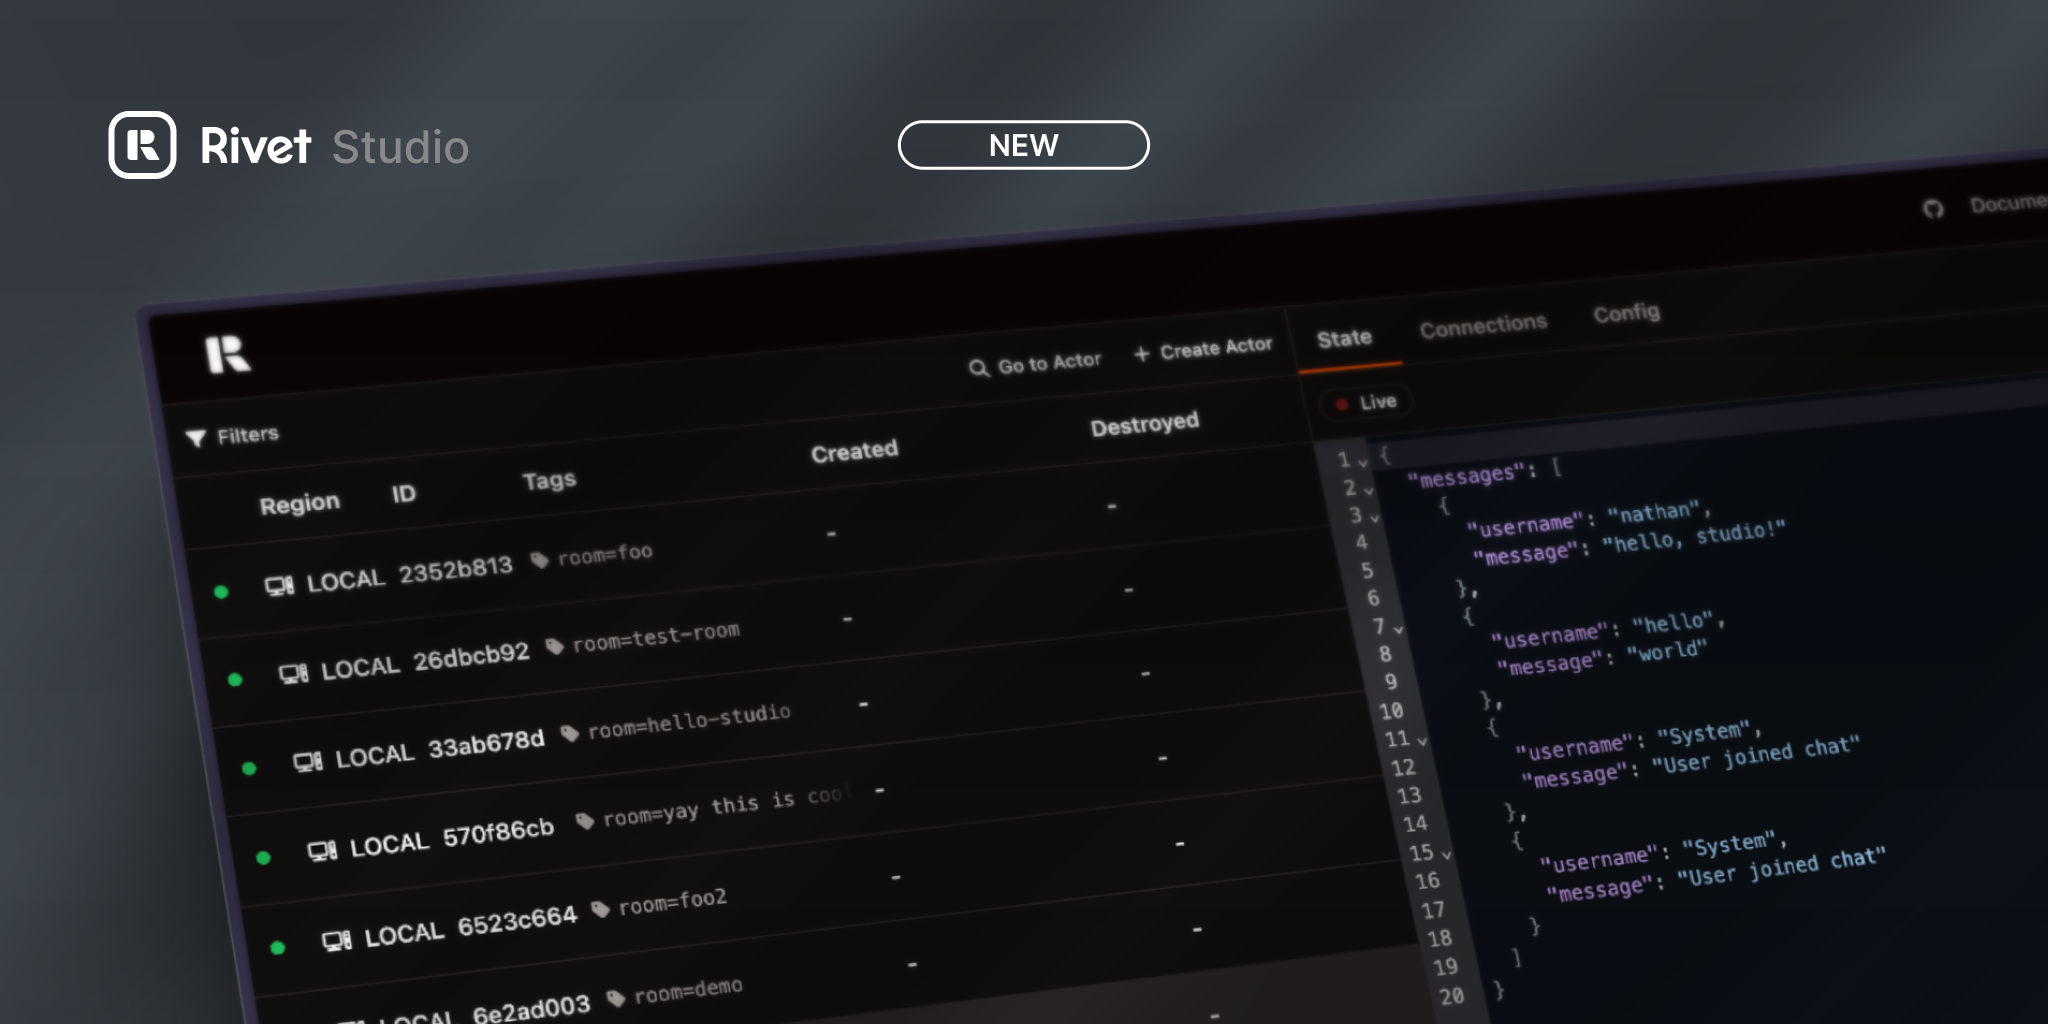 Rivet Studio
NEW
Go to Actor
Create Actor
Filters
Region ID Tags Created Destroyed
LOCAL 2352b813 room=foo - -
LOCAL 26dbcb92 room=test-room - -
LOCAL 33ab678d room=hello-studio - -
LOCAL 570f86cb room=yay this is cool - -
LOCAL 6523c664 room=foo2 - -
LOCAL 6e2ad003 room=demo - -
-
State Connections Config
Live
1 {
2 "messages": [
3 {
4 "username": "nathan",
5 "message": "hello, studio!"
6 },
7 {
8 "username": "hello",
9 "message": "world"
10 },
11 {
12 "username": "System",
13 "message": "User joined chat"
14 },
15 {
16 "username": "System",
17 "message": "User joined chat"
18 }
19 ]
20 }